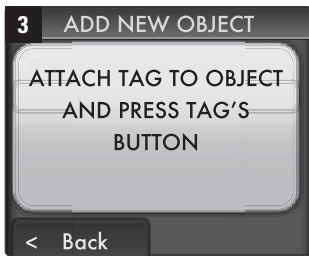 3 ADD NEW OBJECT
ATTACH TAG TO OBJECT
AND PRESS TAG'S
BUTTON
< Back